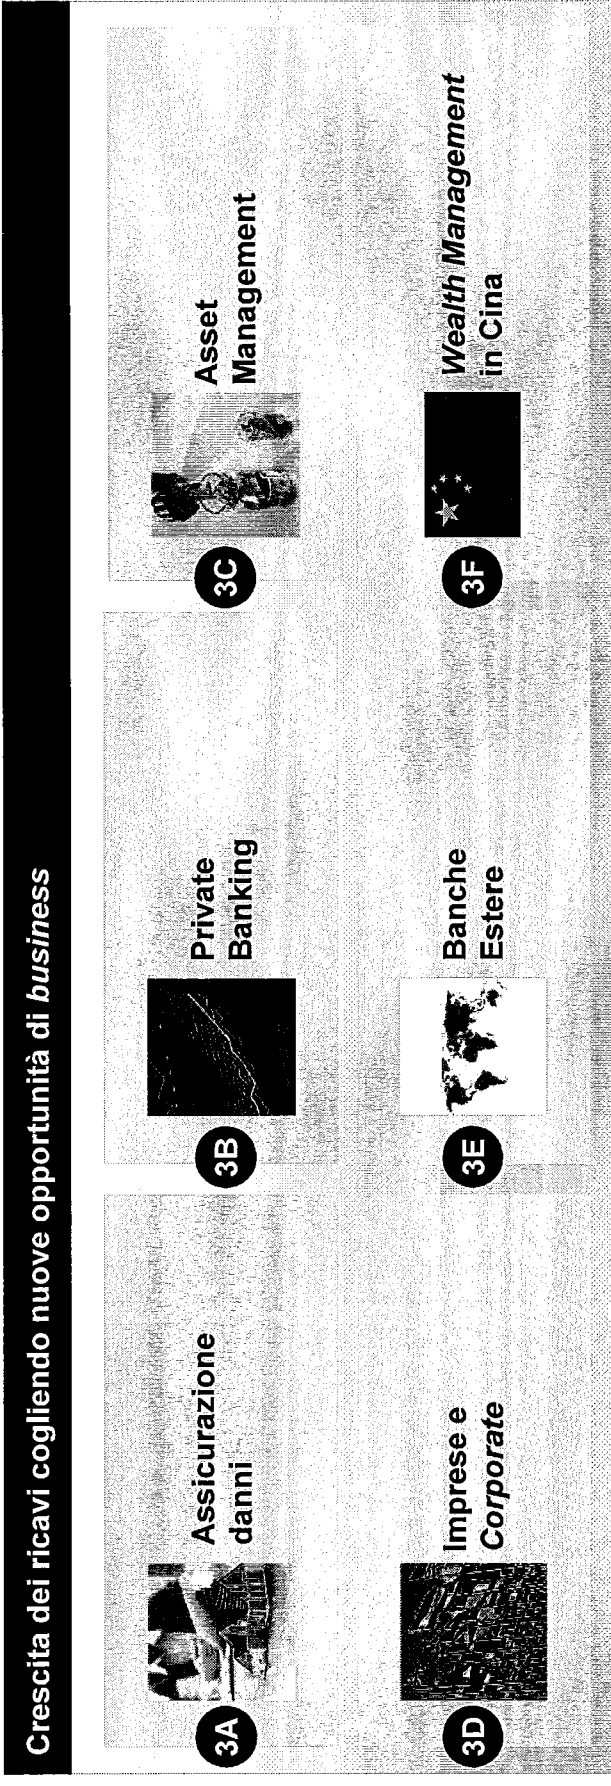 Crescita dei ricavi cogliendo nuove opportunità di business
3A
Assicurazione
danni
3B
Private
Banking
3C
Asset
Management
3D
Imprese e
Corporate
3E
Banche
Estere
3F
Wealth Management
in Cina